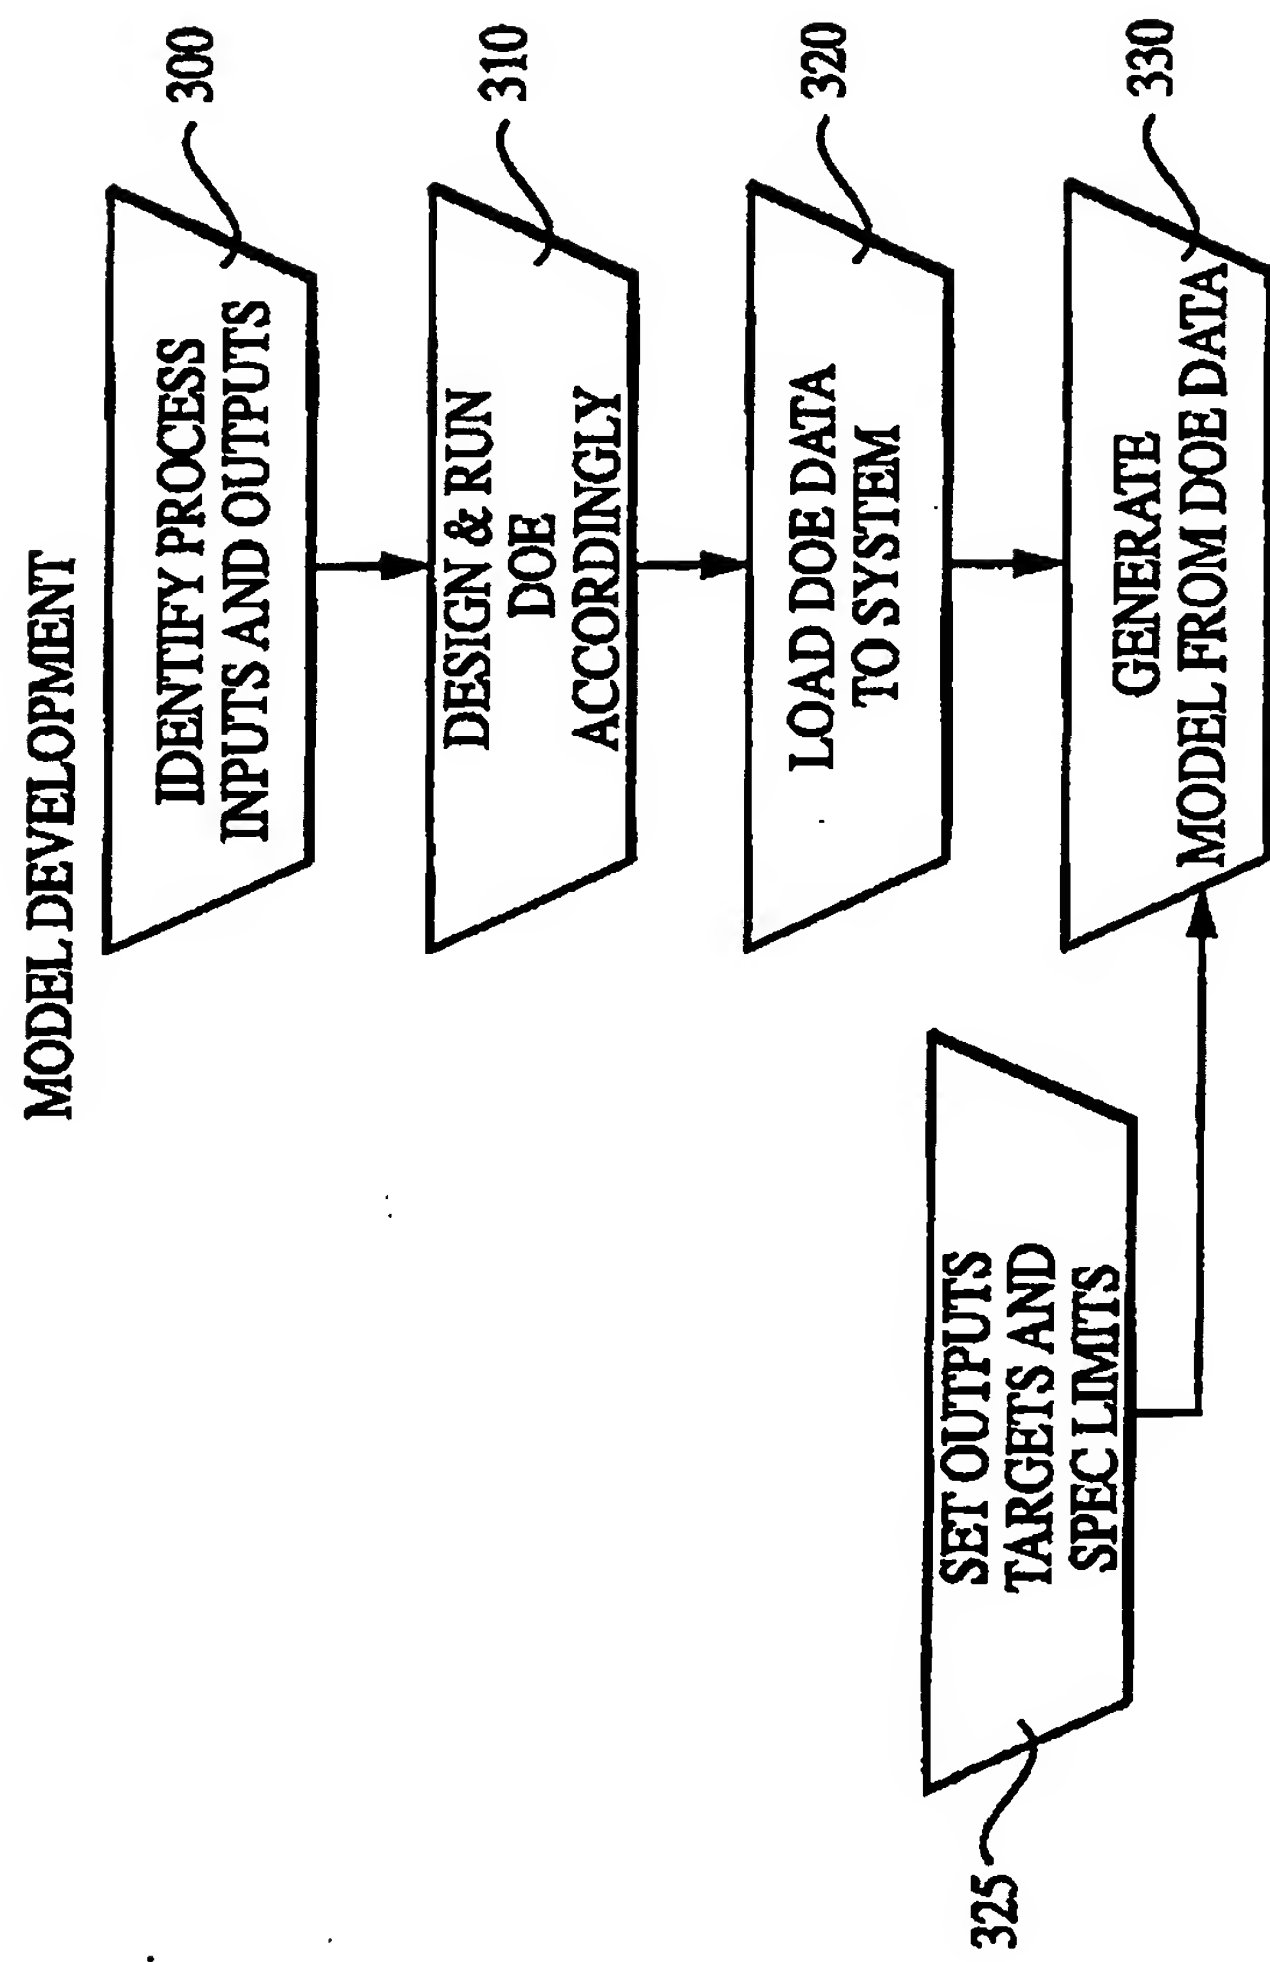 MODEL DEVELOPMENT
IDENTIFY PROCESS
INPUTS AND OUTPUTS
300
DESIGN & RUN
DOE
ACCORDINGLY
310
LOAD DOE DATA
TO SYSTEM
320
SET OUTPUTS
TARGETS AND
SPEC LIMITS
325
GENERATE
MODEL FROM DOE DATA
330